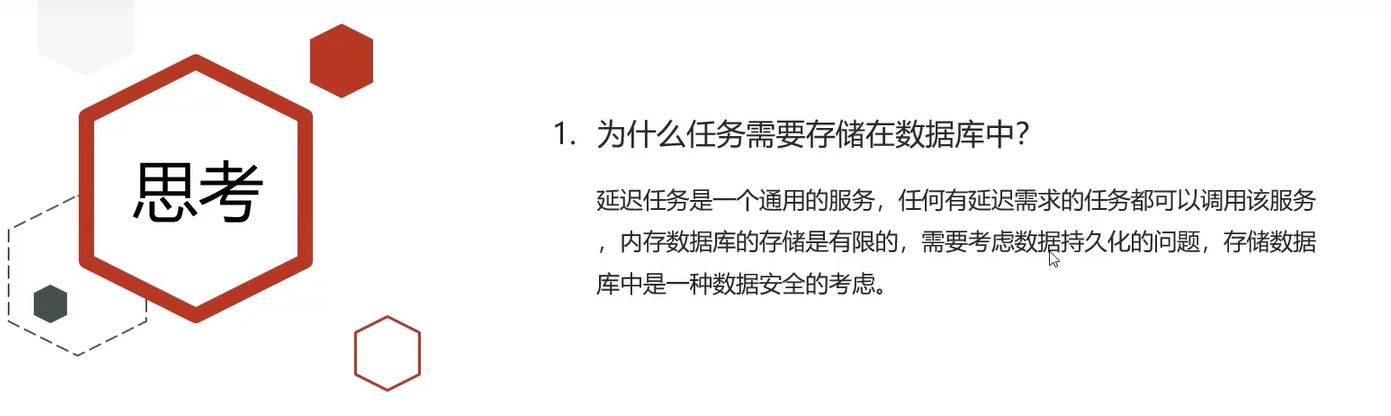 思考
1. 为什么任务需要存储在数据库中?
延迟任务是一个通用的服务，任何有延迟需求的任务都可以调用该服务
，内存数据库的存储是有限的，需要考虑数据持久化的问题，存储数据
库中是一种数据安全的考虑。